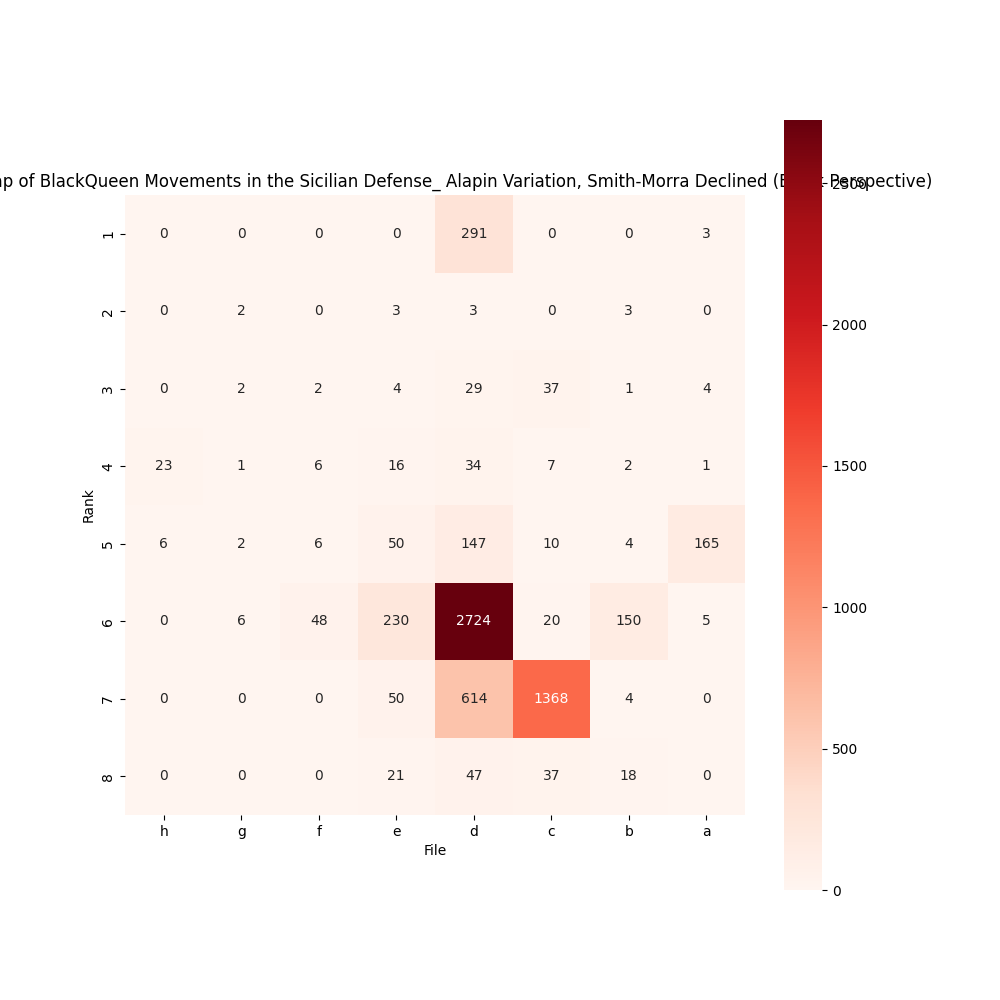 of BlackQueen Movements in the Sicilian Defense_ Alapin Variation, Smith-Morra Declined Perspective)
2500
1 0 0 0 0 291 0 0 3
2 0 2 0 3 3 0 3 0 2000
3 0 2 2 4 29 37 1 4
4 23 1 6 16 34 7 2 1 1500
Rank
5 6 2 6 50 147 10 4 165
6 0 6 48 230 2724 20 150 5 1000
7 0 0 0 50 614 1368 4 0 500
8 0 0 0 21 47 37 18 0
h g f e d c b a
File
0